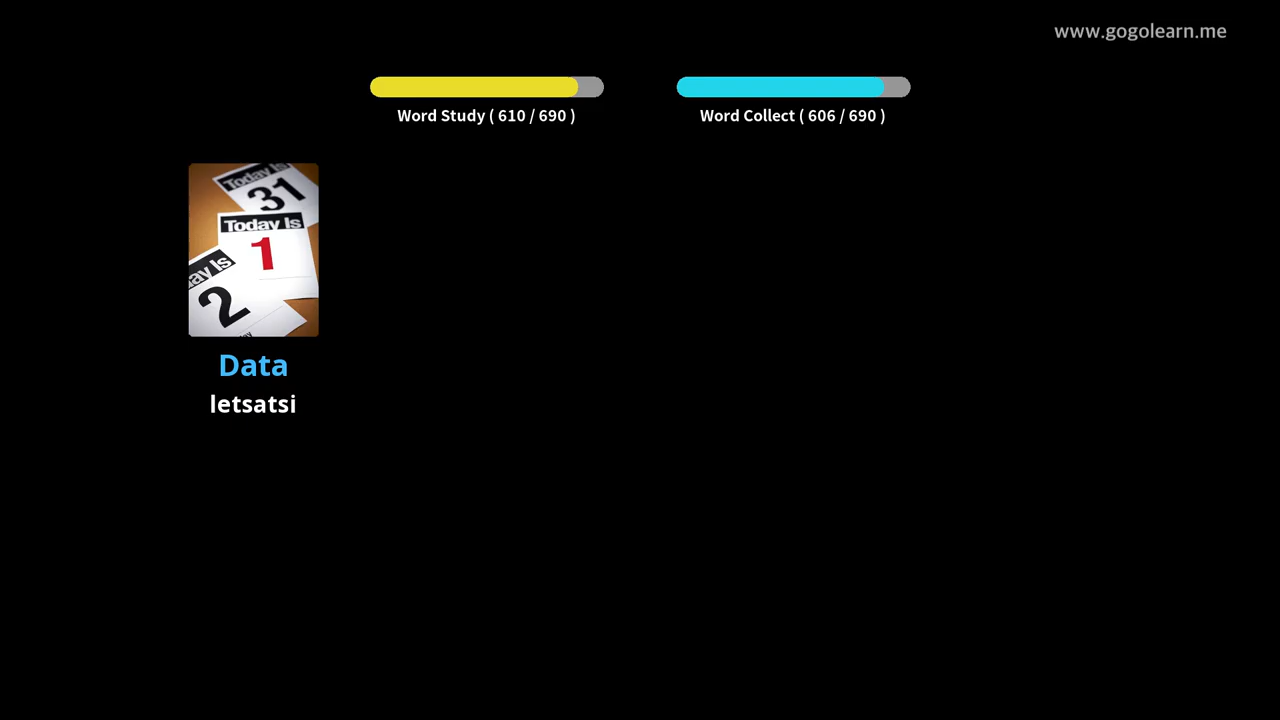 www.gogolearn.me
Word Study ( 610 / 690 )
Word Collect ( 606 / 690 )
Today Is
31
Today Is
1
ay Is
2
Data
letsatsi